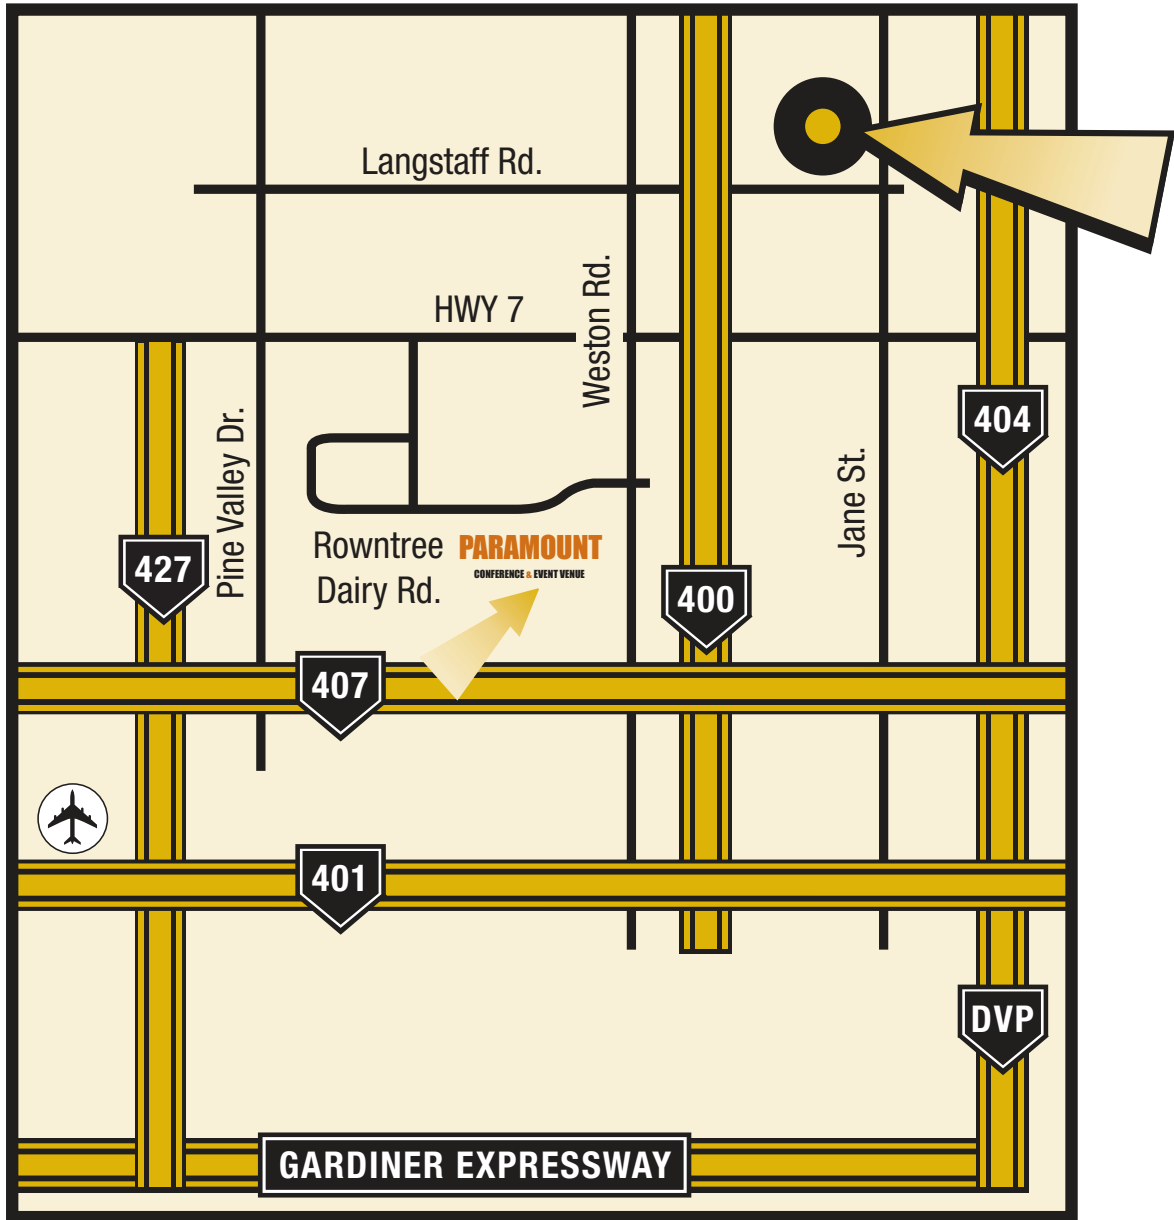 Langstaff Rd.
HWY 7
Weston Rd.
404
Pine Valley Dr.
Jane St.
427
Rowntree
Dairy Rd.
PARAMOUNT
CONFERENCE & EVENT VENUE
400
407
401
DVP
GARDINER EXPRESSWAY